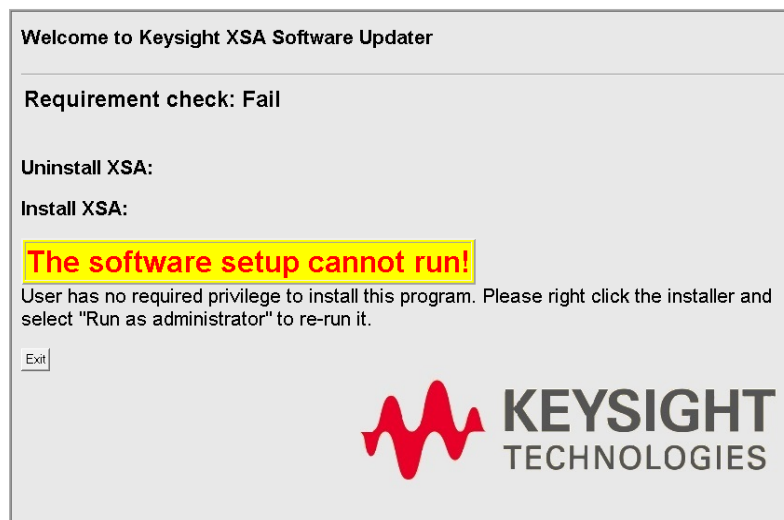 Welcome to Keysight XSA Software Updater
Requirement check: Fail
Uninstall XSA:
Install XSA:
The software setup cannot run!
User has no required privilege to install this program. Please right click the installer and
select "Run as administrator" to re-run it.
Exit
KEYSIGHT
TECHNOLOGIES